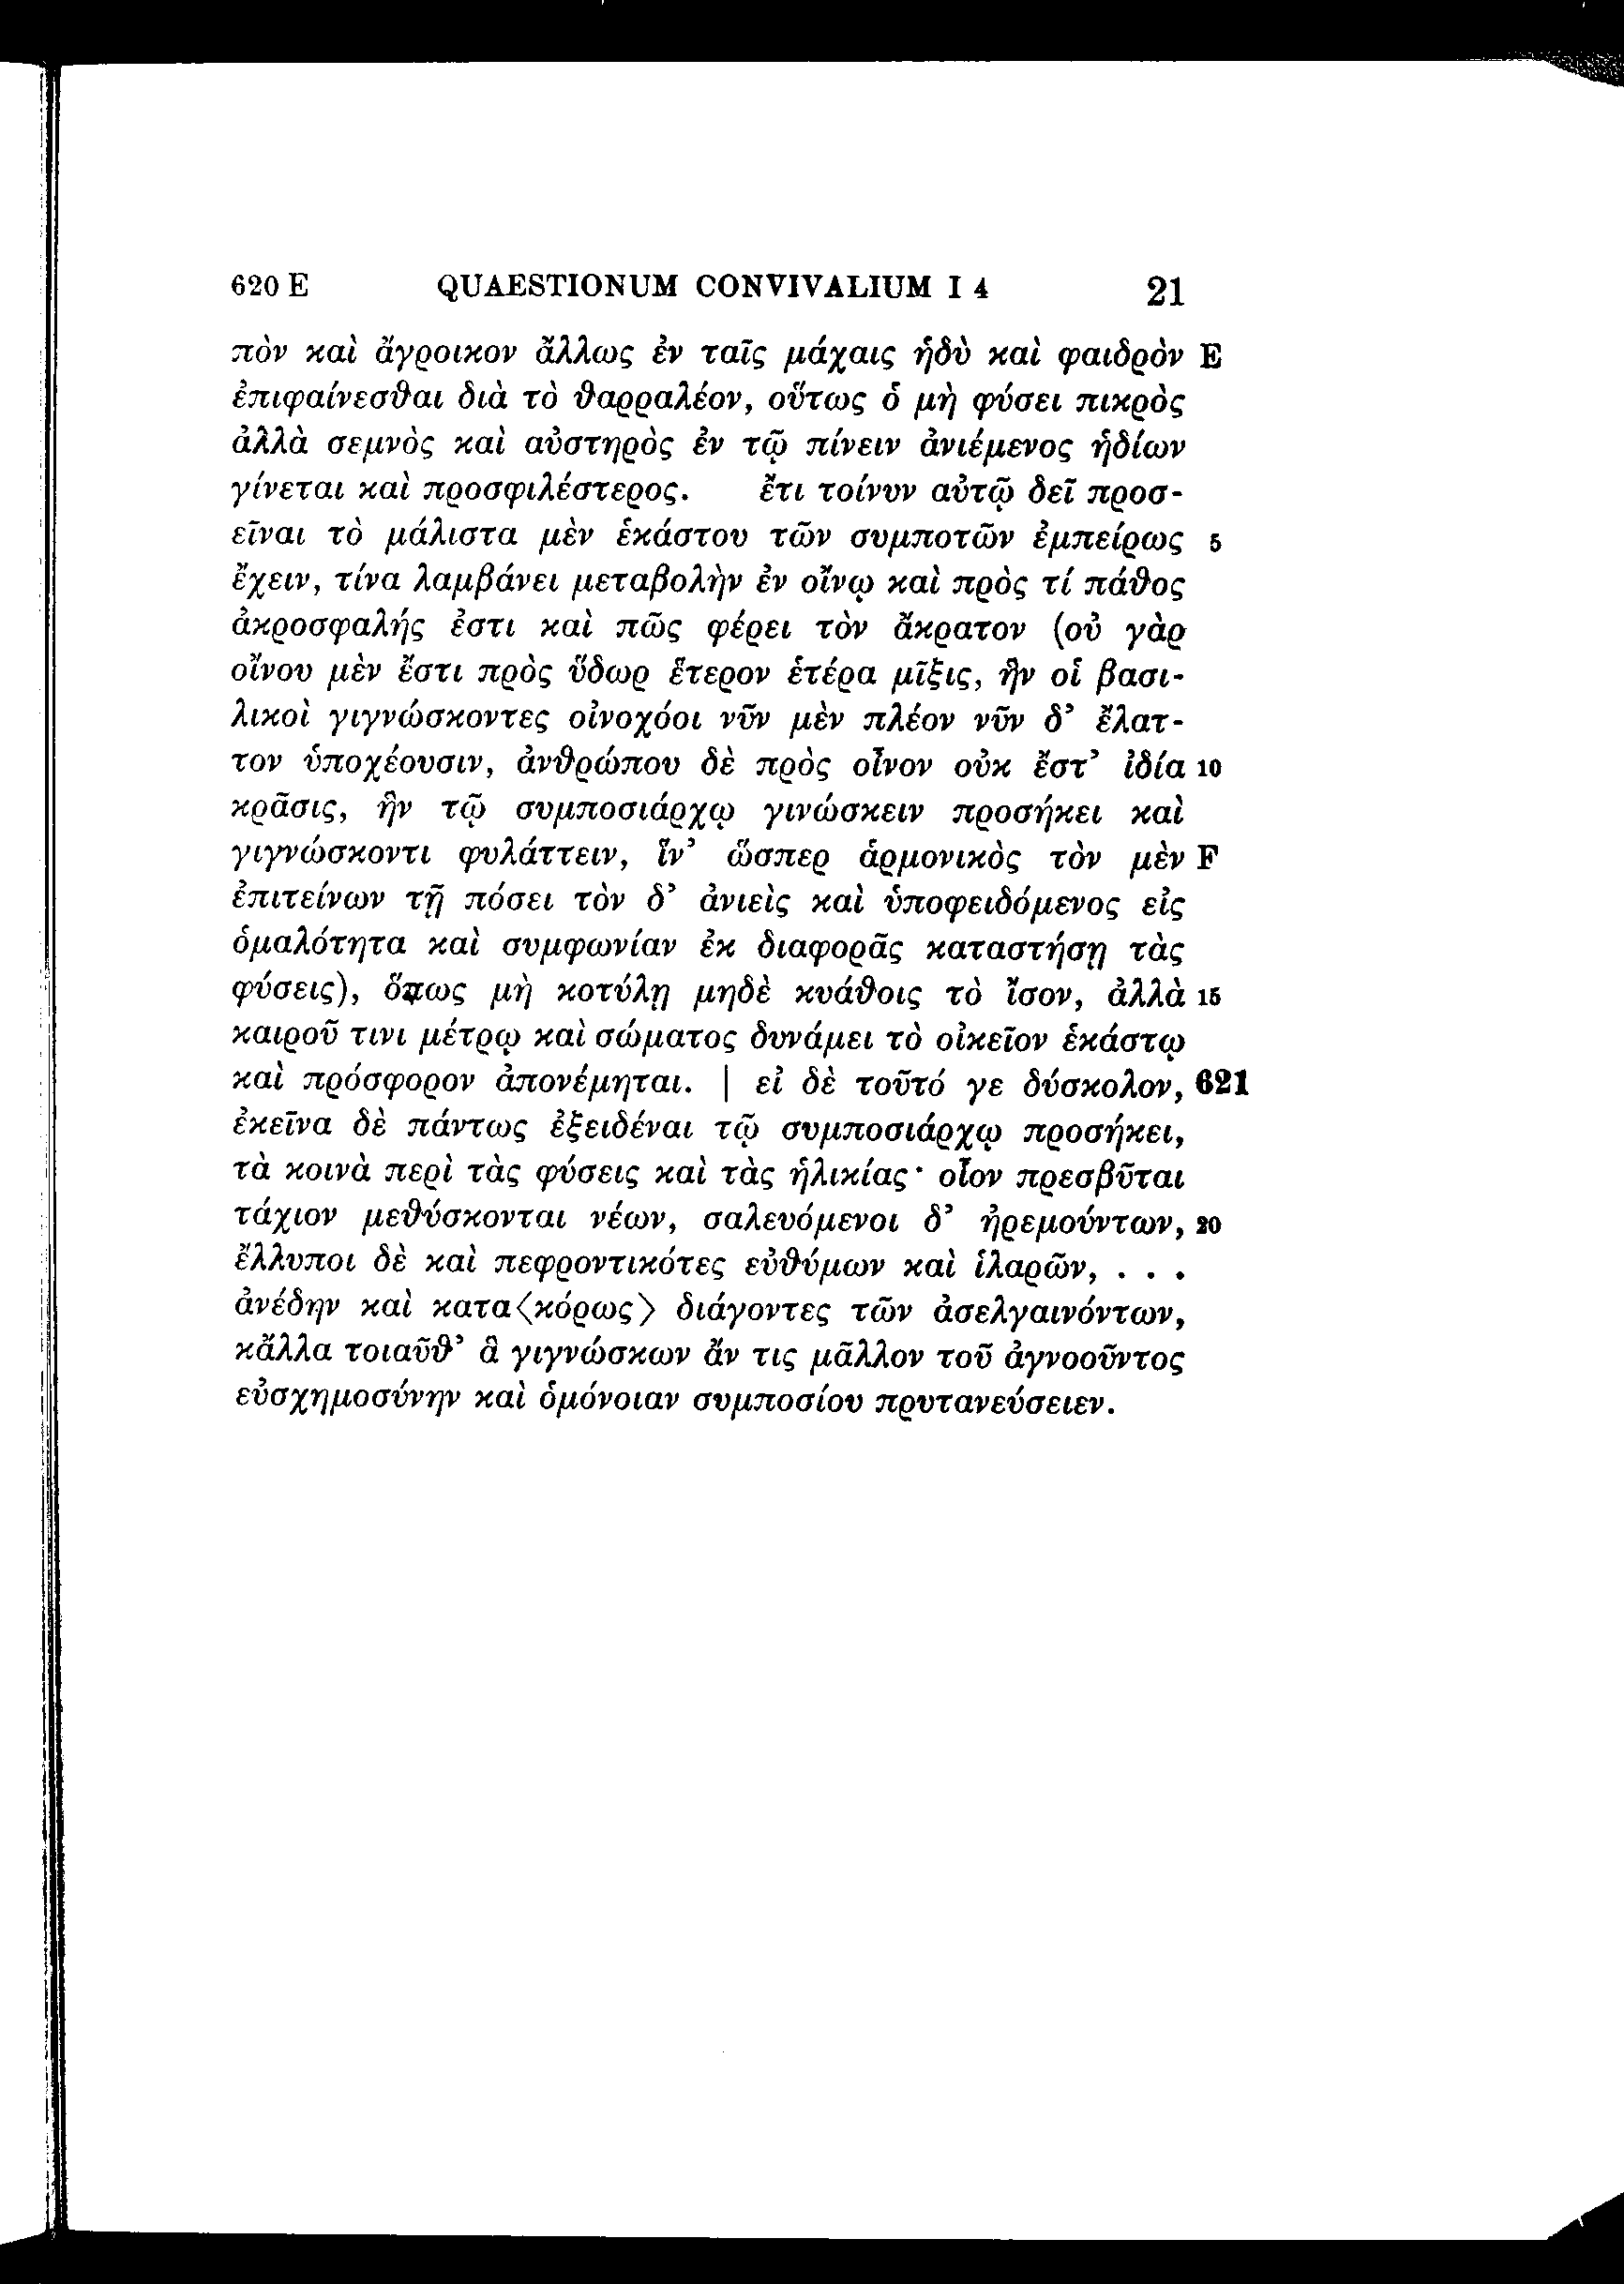 620 E QUAESTIONUM CONVIVALIUM I 4 21
πὸν καὶ ἄγροικον ἄλλως ἐν ταῖς μάχαις ἡδὺ καὶ φαιδρὸν E
ἐπιφαίνεσθαι διὰ τὸ θαρραλέον, οὕτως ὁ μὴ φύσει πικρὸς
ἀλλὰ σεμνὸς καὶ αὐστηρὸς ἐν τῷ πίνειν ἀνιέμενος ἡδίων
γίνεται καὶ προσφιλέστερος. ἔτι τοίνυν αὐτῷ δεῖ προσ-
εῖναι τὸ μάλιστα μὲν ἑκάστου τῶν συμποτῶν ἐμπείρως 5
ἔχειν, τίνα λαμβάνει μεταβολὴν ἐν οἴνῳ καὶ πρὸς τί πάθος
ἀκροσφαλής ἐστι καὶ πῶς φέρει τὸν ἄκρατον (οὐ γὰρ
οἴνου μὲν ἔστι πρὸς ὕδωρ ἕτερον ἑτέρα μῖξις, ἣν οἱ βασι-
λικοὶ γιγνώσκοντες οἰνοχόοι νῦν μὲν πλέον νῦν δ’ ἔλατ-
τον ὑποχέουσιν, ἀνθρώπου δὲ πρὸς οἶνον οὐκ ἔστ’ ἰδία 10
κρᾶσις, ἣν τῷ συμποσιάρχῳ γινώσκειν προσήκει καὶ
γιγνώσκοντι φυλάττειν, ἵν’ ὥσπερ ἁρμονικὸς τὸν μὲν F
ἐπιτείνων τῇ πόσει τὸν δ’ ἀνιεὶς καὶ ὑποφειδόμενος εἰς
ὁμαλότητα καὶ συμφωνίαν ἐκ διαφορᾶς καταστήσῃ τὰς
φύσεις), ὅπως μὴ κοτύλῃ μηδὲ κυάθοις τὸ ἴσον, ἀλλὰ 15
καιροῦ τινι μέτρῳ καὶ σώματος δυνάμει τὸ οἰκεῖον ἑκάστῳ
καὶ πρόσφορον ἀπονέμηται. | εἰ δὲ τοῦτό γε δύσκολον, 621
ἐκεῖνα δὲ πάντως ἐξειδέναι τῷ συμποσιάρχῳ προσήκει,
τὰ κοινὰ περὶ τὰς φύσεις καὶ τὰς ἡλικίας· οἷον πρεσβῦται
τάχιον μεθύσκονται νέων, σαλευόμενοι δ’ ἠρεμούντων, 20
ἔλλυποι δὲ καὶ πεφροντικότες εὐθύμων καὶ ἱλαρῶν, . . .
ἀνέδην καὶ κατα<κόρως> διάγοντες τῶν ἀσελγαινόντων,
κἄλλα τοιαῦθ’ ἃ γιγνώσκων ἄν τις μᾶλλον τοῦ ἀγνοοῦντος
εὐσχημοσύνην καὶ ὁμόνοιαν συμποσίου πρυτανεύσειεν.